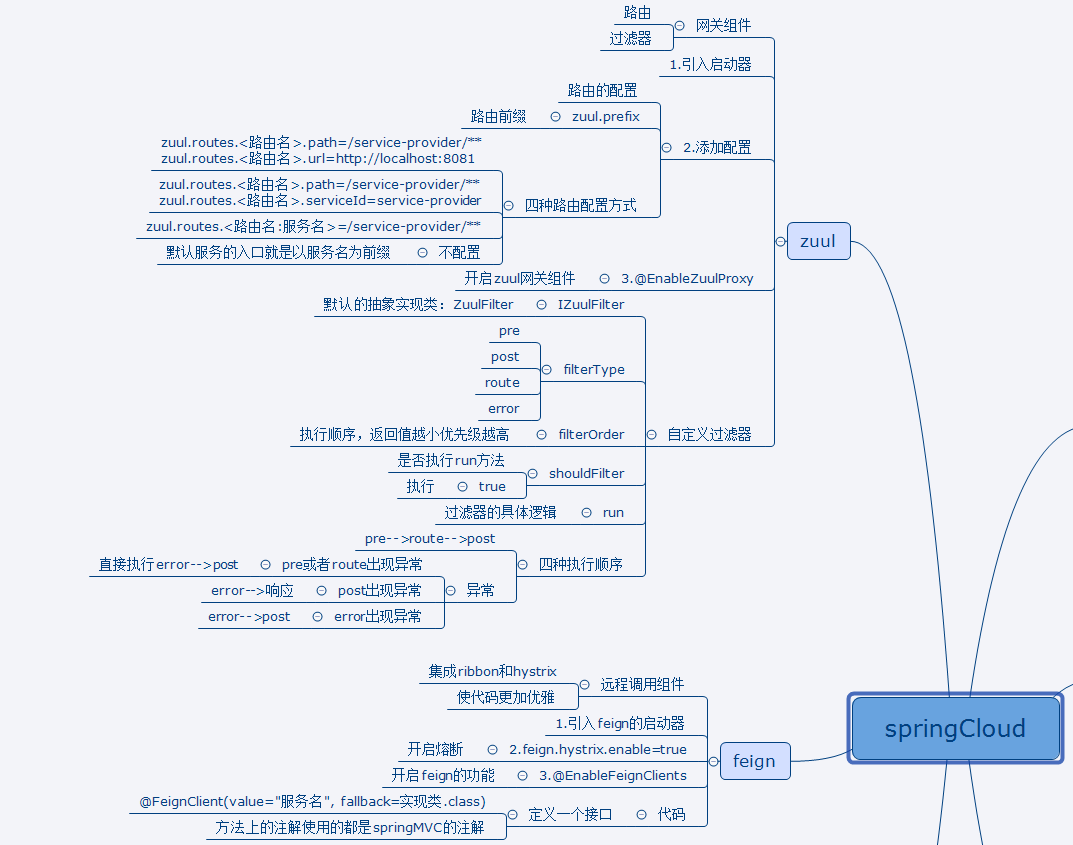 路由
网关组件
过滤器
1.引入启动器
路由的配置
路由前缀
zuul.prefix
2.添加配置
zuul.routes.<路由名>.path=/service-provider/**
zuul.routes.<路由名>.url=http://localhost:8081
zuul.routes.<路由名>.path=/service-provider/**
zuul.routes.<路由名>.serviceId=service-provider
四种路由配置方式
zuul.routes.<路由名:服务名>=/service-provider/**
默认服务的入口就是以服务名为前缀
不配置
zuul
开启zuul网关组件
3.@EnableZuulProxy
默认的抽象实现类：ZuulFilter
IZuulFilter
pre
post
route
error
filterType
执行顺序，返回值越小优先级越高
filterOrder
自定义过滤器
是否执行run方法
shouldFilter
执行
true
过滤器的具体逻辑
run
pre-->route-->post
四种执行顺序
直接执行error-->post
pre或者route出现异常
error-->响应
post出现异常
异常
error-->post
error出现异常
集成ribbon和hystrix
远程调用组件
使代码更加优雅
1.引入feign的启动器
开启熔断
2.feign.hystrix.enable=true
开启feign的功能
3.@EnableFeignClients
feign
@FeignClient(value="服务名", fallback=实现类.class)
定义一个接口
代码
方法上的注解使用的都是springMVC的注解
springCloud